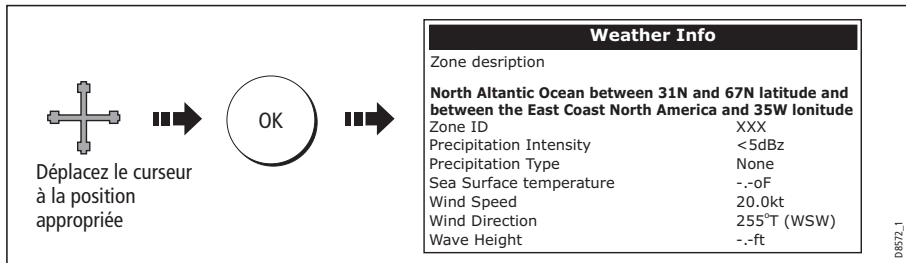 Déplacez le curseur
à la position
appropriée
OK
Weather Info
Zone desription
North Altantic Ocean between 31N and 67N latitude and
between the East Coast North America and 35W lonitude
Zone ID XXX
Precipitation Intensity <5dBz
Precipitation Type None
Sea Surface temperature -.-oF
Wind Speed 20.0kt
Wind Direction 255°T (WSW)
Wave Height -.-ft
D8572_1